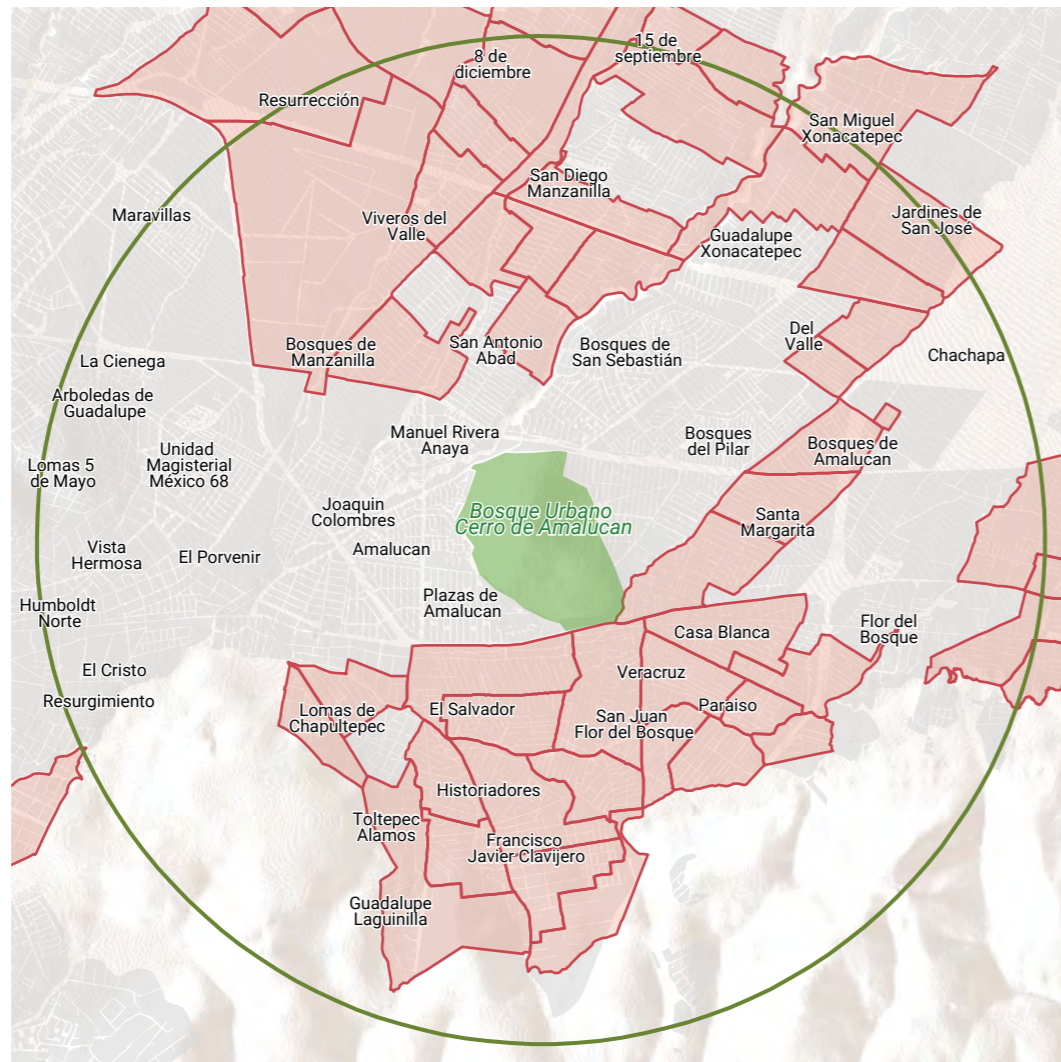 15 de
septiembre
8 de
diciembre
Resurrección
San Miguel
Xonacatepec
San Diego
Manzanilla
Maravillas
Viveros del
Valle
Jardines de
San José
Guadalupe
Xonacatepec
Del
Valle
Bosques de
Manzanilla
San Antonio
Abad
Bosques de
San Sebastián
Chachapa
La Cienega
Arboledas de
Guadalupe
Manuel Rivera
Anaya
Bosques
del Pilar
Bosques de
Amalucan
Unidad
Magisterial
México 68
Lomas 5
de Mayo
Joaquin
Colombres
Bosque Urbano
Cerro de Amalucan
Santa
Margarita
Vista
Hermosa
El Porvenir
Amalucan
Plazas de
Amalucan
Humboldt
Norte
Casa Blanca
Flor del
Bosque
El Cristo
Veracruz
Resurgimiento
Lomas de
Chapultepec
El Salvador
San Juan
Flor del Bosque
Paraiso
Historiadores
Toltepec
Alamos
Francisco
Javier Clavijero
Guadalupe
Laguinilla